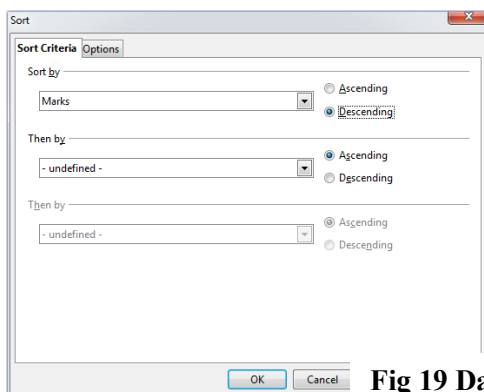 Sort
Sort Criteria Options
Sort by
Marks
Ascending
Descending
Then by
- undefined -
Ascending
Descending
Then by
- undefined -
Ascending
Descending
OK Cancel
Fig 19 Da